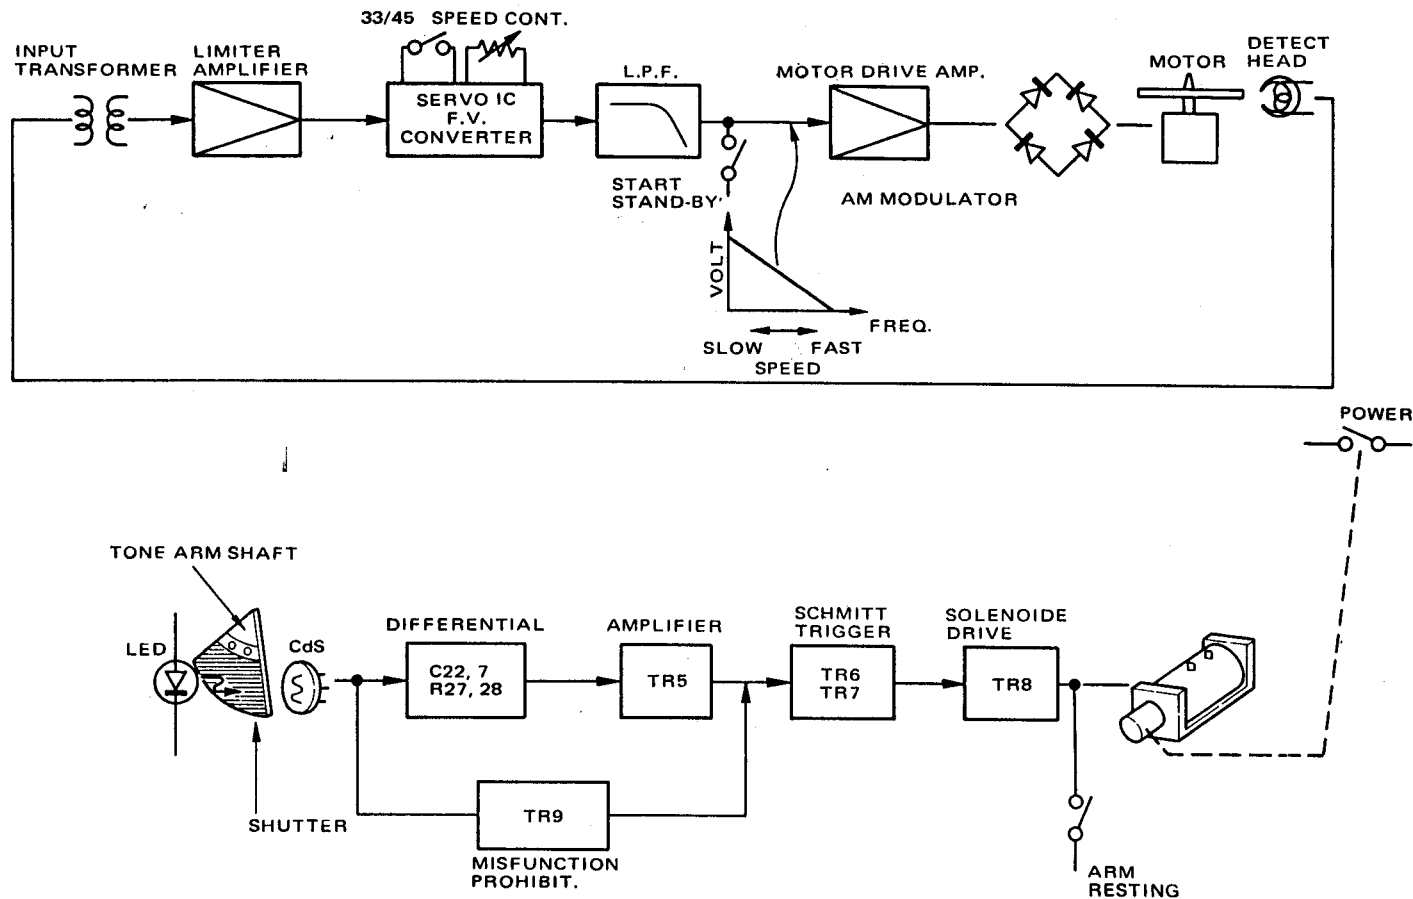 33/45 SPEED CONT.
INPUT
TRANSFORMER
LIMITER
AMPLIFIER
SERVO IC
F.V.
CONVERTER
L.P.F.
MOTOR DRIVE AMP.
MOTOR
DETECT
HEAD
START
STAND-BY
AM MODULATOR
VOLT
FREQ.
SLOW
FAST
SPEED
POWER
TONE ARM SHAFT
LED
CdS
SHUTTER
DIFFERENTIAL
C22, 7
R27, 28
AMPLIFIER
TR5
SCHMITT
TRIGGER
TR6
TR7
SOLENOIDE
DRIVE
TR8
TR9
MISFUNCTION
PROHIBIT.
ARM
RESTING